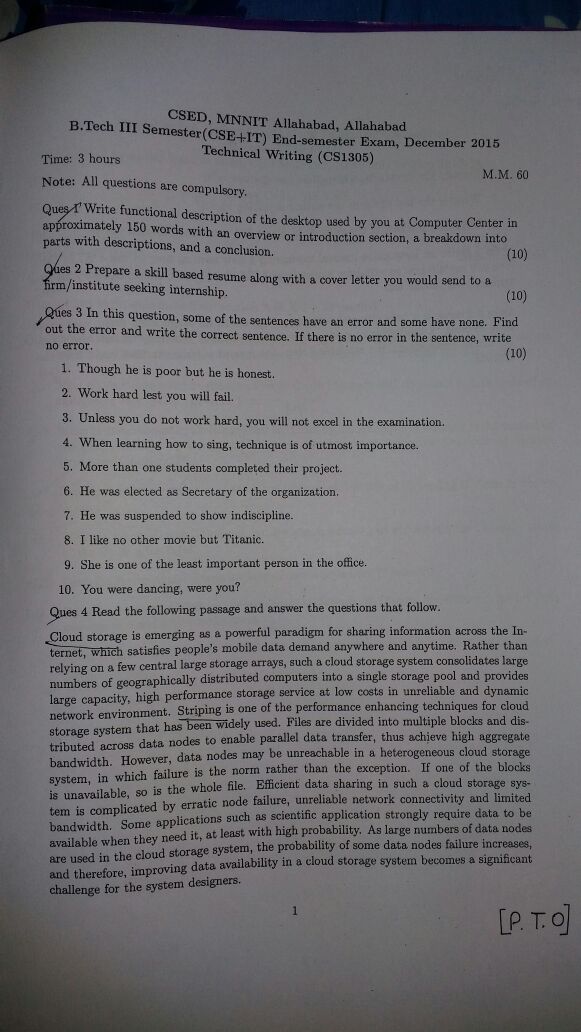 CSED, MNNIT Allahabad, Allahabad
B.Tech III Semester(CSE+IT) End-semester Exam, December 2015
Technical Writing (CS1305)
Time: 3 hours
M.M. 60
Note: All questions are compulsory.
Ques 1 Write functional description of the desktop used by you at Computer Center in
approximately 150 words with an overview or introduction section, a breakdown into
parts with descriptions, and a conclusion.
(10)
Ques 2 Prepare a skill based resume along with a cover letter you would send to a
firm/institute seeking internship.
(10)
Ques 3 In this question, some of the sentences have an error and some have none. Find
out the error and write the correct sentence. If there is no error in the sentence, write
no error.
(10)
1. Though he is poor but he is honest.
2. Work hard lest you will fail.
3. Unless you do not work hard, you will not excel in the examination.
4. When learning how to sing, technique is of utmost importance.
5. More than one students completed their project.
6. He was elected as Secretary of the organization.
7. He was suspended to show indiscipline.
8. I like no other movie but Titanic.
9. She is one of the least important person in the office.
10. You were dancing, were you?
Ques 4 Read the following passage and answer the questions that follow.
Cloud storage is emerging as a powerful paradigm for sharing information across the In-
ternet, which satisfies people's mobile data demand anywhere and anytime. Rather than
relying on a few central large storage arrays, such a cloud storage system consolidates large
numbers of geographically distributed computers into a single storage pool and provides
large capacity, high performance storage service at low costs in unreliable and dynamic
network environment. Striping is one of the performance enhancing techniques for cloud
storage system that has been widely used. Files are divided into multiple blocks and dis-
tributed across data nodes to enable parallel data transfer, thus achieve high aggregate
bandwidth. However, data nodes may be unreachable in a heterogeneous cloud storage
system, in which failure is the norm rather than the exception. If one of the blocks
is unavailable, so is the whole file. Efficient data sharing in such a cloud storage sys-
tem is complicated by erratic node failure, unreliable network connectivity and limited
bandwidth. Some applications such as scientific application strongly require data to be
available when they need it, at least with high probability. As large numbers of data nodes
are used in the cloud storage system, the probability of some data nodes failure increases,
and therefore, improving data availability in a cloud storage system becomes a significant
challenge for the system designers.
1
[P.T.O]